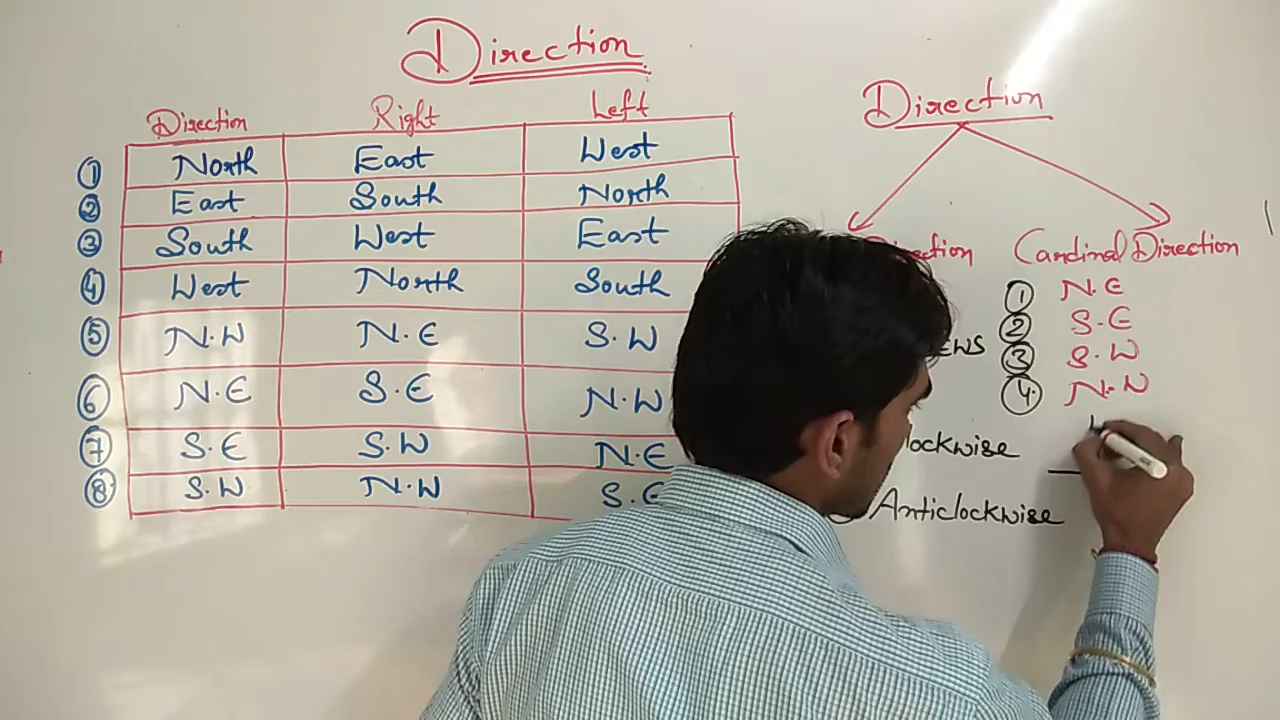 Direction
Direction Right Left
1 North East West
2 East South North
3 South West East
4 West North South
5 N.W N.E S.W
6 N.E S.E N.W
7 S.E S.W N.E
8 S.W N.W S.E
Direction
Cardinal Direction
1 N.E
2 S.E
3 S.W
4. N.W
Anticlockwise